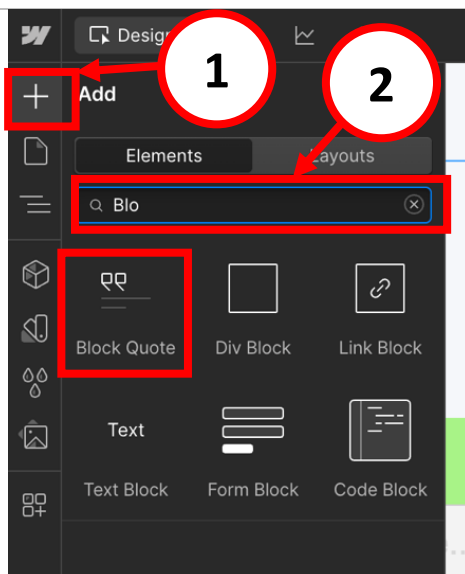 Desig
1
2
Add
Elements
Layouts
Blo
Block Quote
Div Block
Link Block
Text
Text Block
Form Block
Code Block